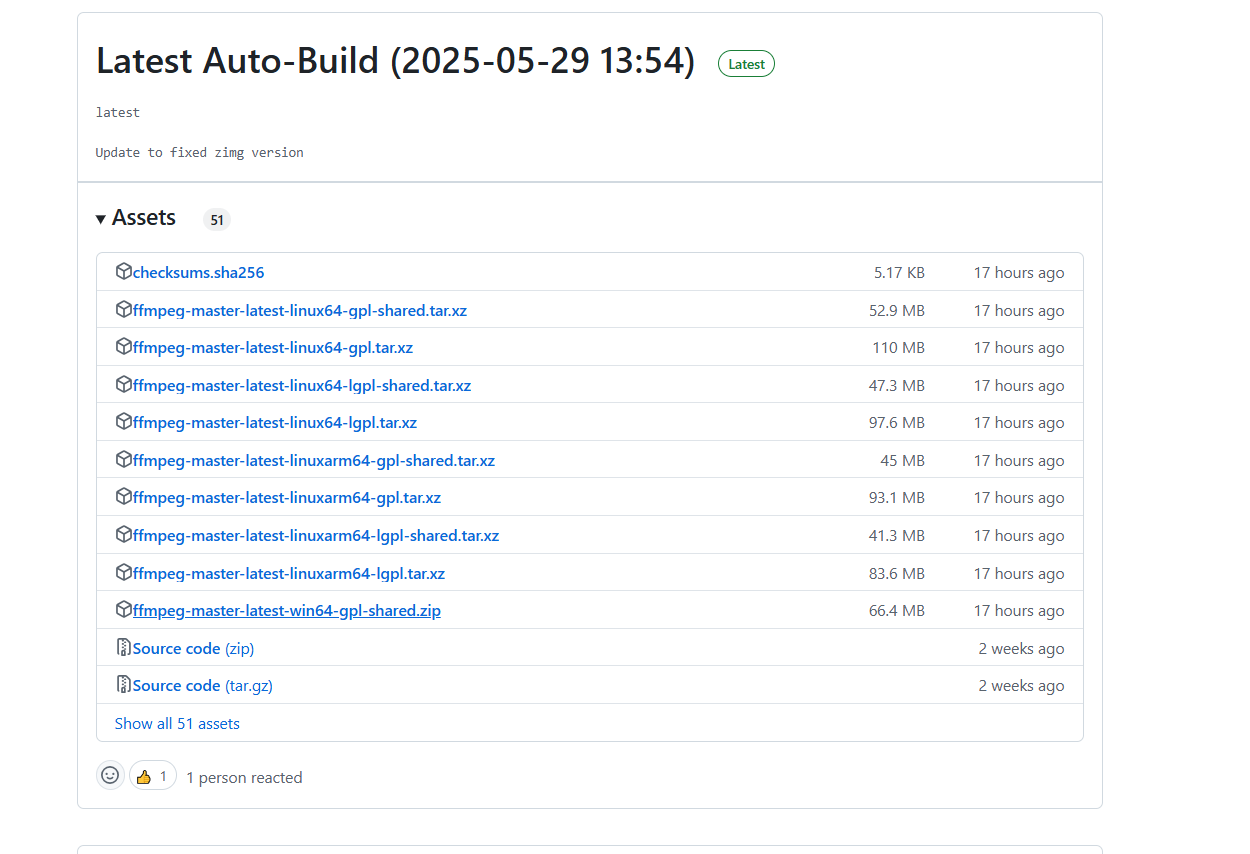 Latest Auto-Build (2025-05-29 13:54) Latest
latest
Update to fixed zimg version
Assets 51
checksums.sha256 5.17 KB 17 hours ago
ffmpeg-master-latest-linux64-gpl-shared.tar.xz 52.9 MB 17 hours ago
ffmpeg-master-latest-linux64-gpl.tar.xz 110 MB 17 hours ago
ffmpeg-master-latest-linux64-lgpl-shared.tar.xz 47.3 MB 17 hours ago
ffmpeg-master-latest-linux64-lgpl.tar.xz 97.6 MB 17 hours ago
ffmpeg-master-latest-linuxarm64-gpl-shared.tar.xz 45 MB 17 hours ago
ffmpeg-master-latest-linuxarm64-gpl.tar.xz 93.1 MB 17 hours ago
ffmpeg-master-latest-linuxarm64-lgpl-shared.tar.xz 41.3 MB 17 hours ago
ffmpeg-master-latest-linuxarm64-lgpl.tar.xz 83.6 MB 17 hours ago
ffmpeg-master-latest-win64-gpl-shared.zip 66.4 MB 17 hours ago
Source code (zip) 2 weeks ago
Source code (tar.gz) 2 weeks ago
Show all 51 assets
1 1 person reacted